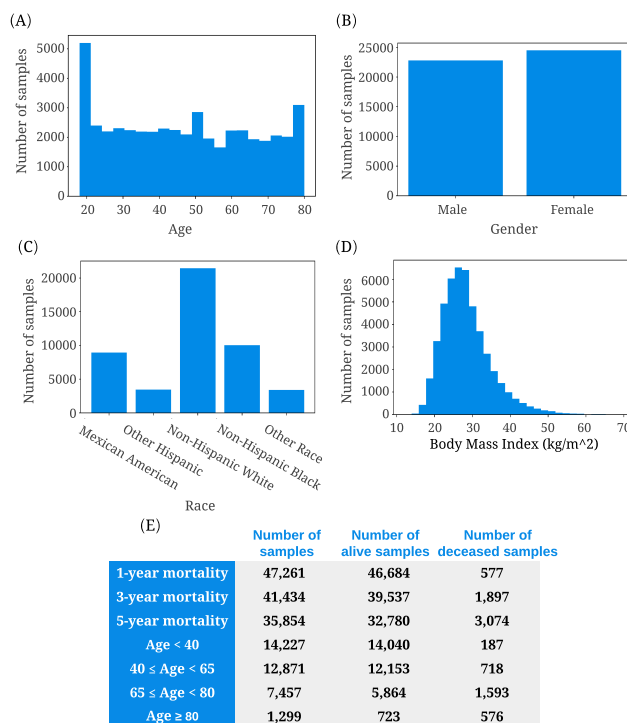 (A)
Number of samples
5000
4000
3000
2000
1000
0
20 30 40 50 60 70 80
Age
(B)
Number of samples
25000
20000
15000
10000
5000
0
Male Female
Gender
(C)
Number of samples
20000
15000
10000
5000
0
Mexican American
Other Hispanic
Non-Hispanic White
Non-Hispanic Black
Other Race
Race
(D)
Number of samples
6000
5000
4000
3000
2000
1000
0
10 20 30 40 50 60 70
Body Mass Index (kg/m^2)
(E)
Number of samples Number of alive samples Number of deceased samples
1-year mortality 47,261 46,684 577
3-year mortality 41,434 39,537 1,897
5-year mortality 35,854 32,780 3,074
Age < 40 14,227 14,040 187
40 ≤ Age < 65 12,871 12,153 718
65 ≤ Age < 80 7,457 5,864 1,593
Age ≥ 80 1,299 723 576